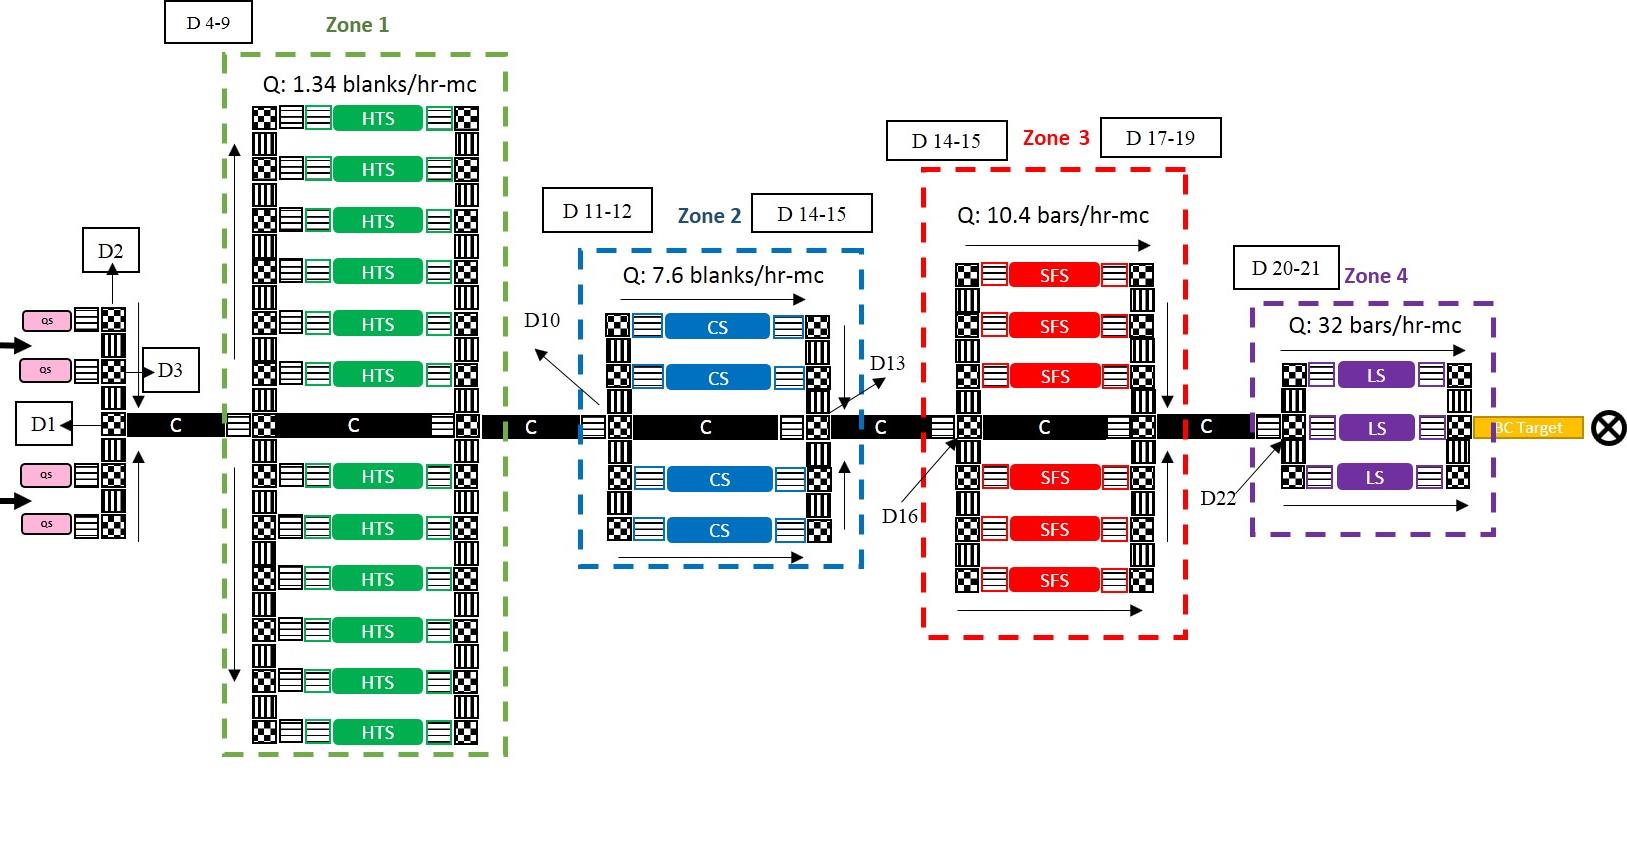 D 4-9
Zone 1
Q: 1.34 blanks/hr-mc
HTS
HTS
HTS
HTS
HTS
HTS
C
HTS
HTS
HTS
HTS
HTS
HTS
D2
QS
QS
D3
D1
C
QS
QS
D 11-12
Zone 2
D 14-15
Q: 7.6 blanks/hr-mc
D10
CS
CS
D13
C
C
C
CS
CS
D 14-15
Zone 3
D 17-19
Q: 10.4 bars/hr-mc
SFS
SFS
SFS
C
C
SFS
SFS
SFS
D16
D 20-21
Zone 4
Q: 32 bars/hr-mc
LS
LS
LS
D22
BC Target